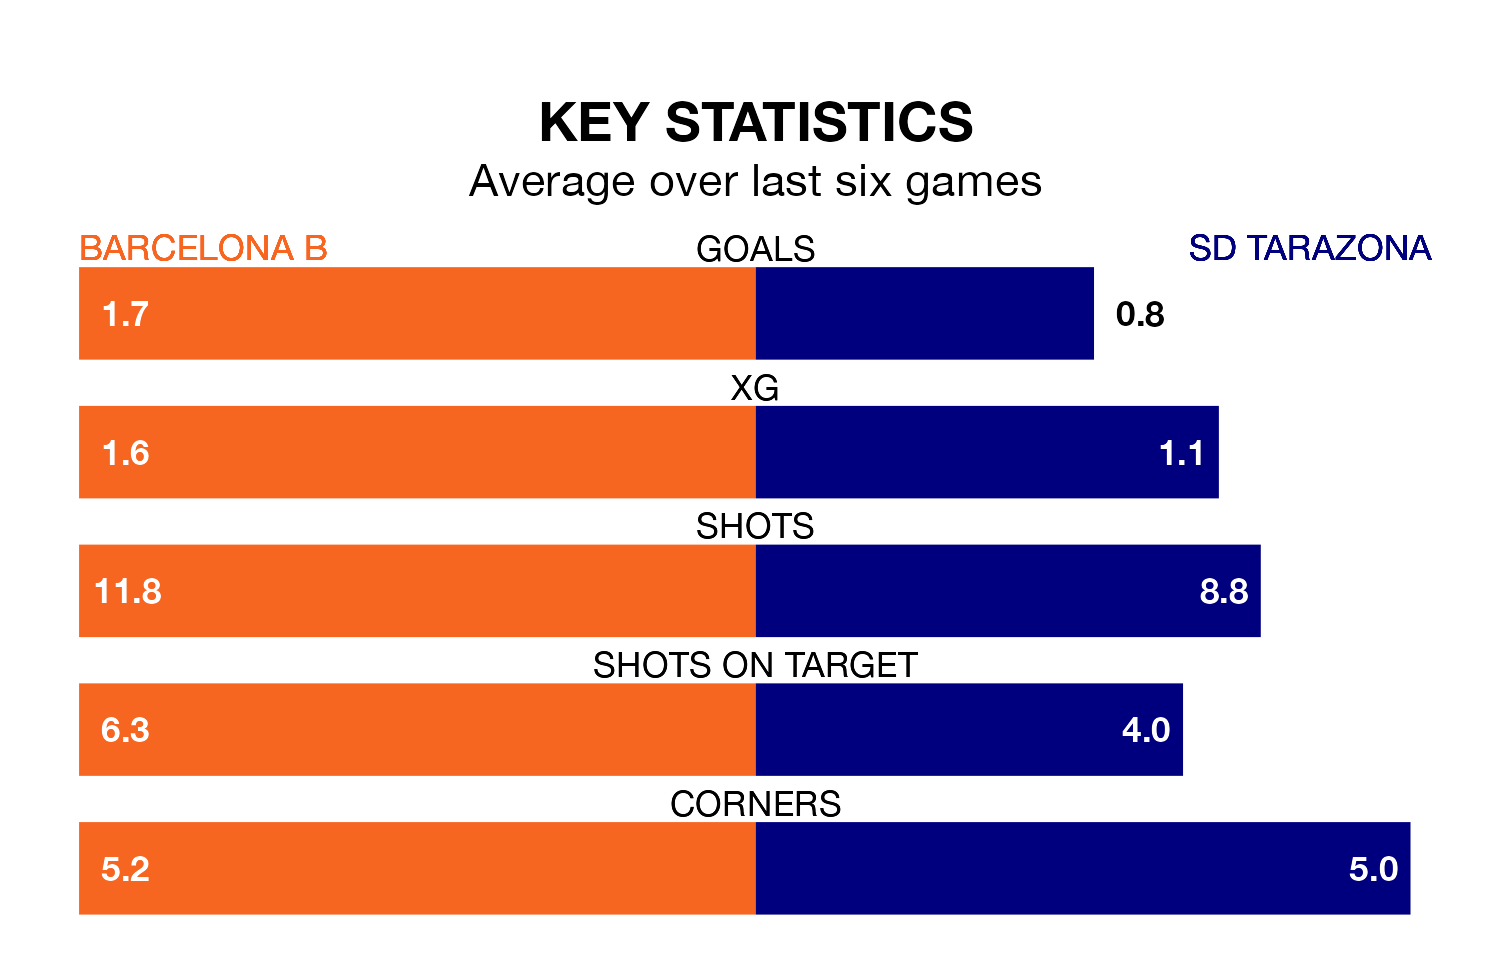 KEY STATISTICS
Average over last six games
BARCELONA B
GOALS
SD TARAZONA
1.7
0.8
XG
1.6
1.1
SHOTS
11.8
8.8
SHOTS ON TARGET
6.3
4.0
CORNERS
5.2
5.0